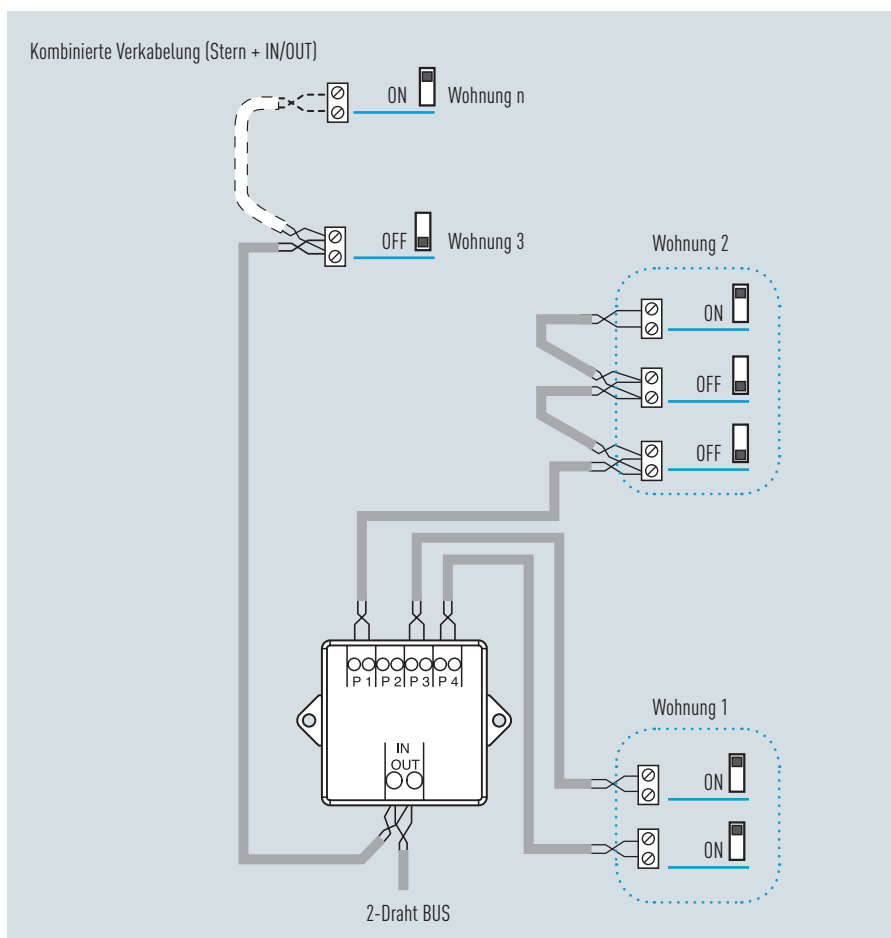 Kombinierte Verkabelung (Stern + IN/OUT)
ON Wohnung n
OFF Wohnung 3
Wohnung 2
ON
OFF
OFF
P 1 P 2 P 3 P 4
IN
OUT
Wohnung 1
ON
ON
2-Draht BUS